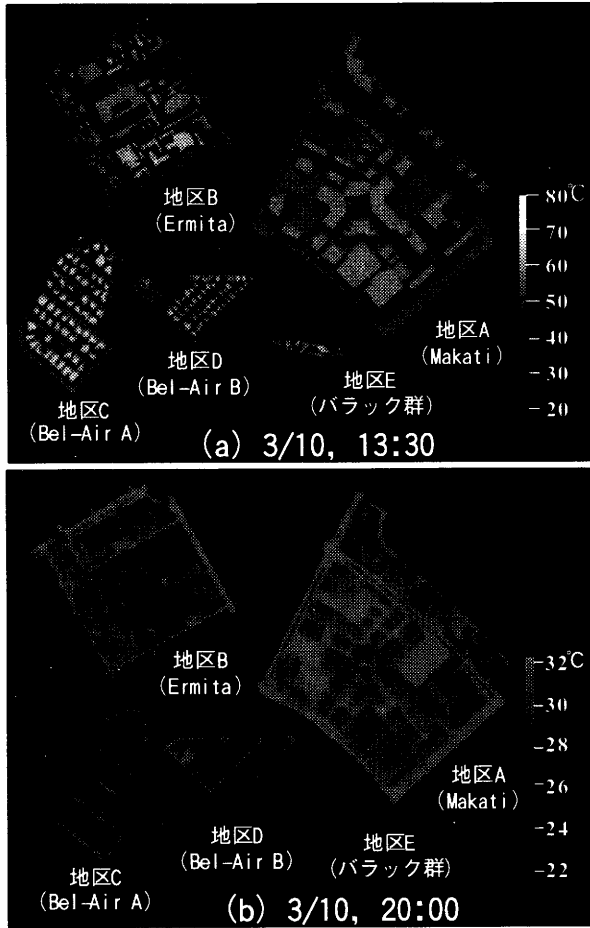 地区B
(Ermita)
80℃
70
60
50
40
30
20
地区D
(Bel-Air B)
地区A
(Makati)
地区E
(バラック群)
地区C
(Bel-Air A)
(a) 3/10, 13:30
地区B
(Ermita)
32℃
30
28
26
24
22
地区A
(Makati)
地区D
(Bel-Air B)
地区E
(バラック群)
地区C
(Bel-Air A)
(b) 3/10, 20:00